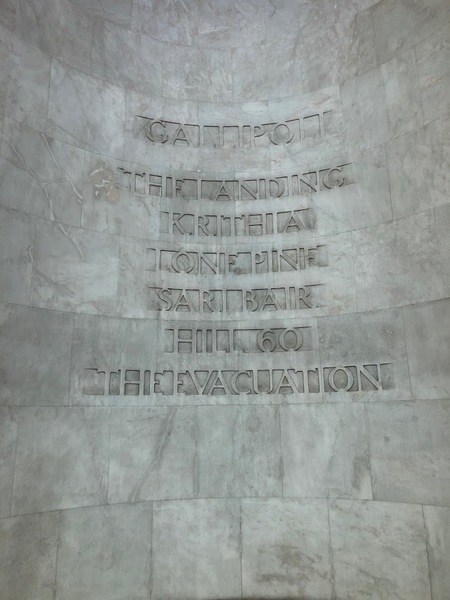 GALLIPOLI
THE LANDING
KRITHIA
LONE PINE
SARI BAIR
HILL 60
THE EVACUATION